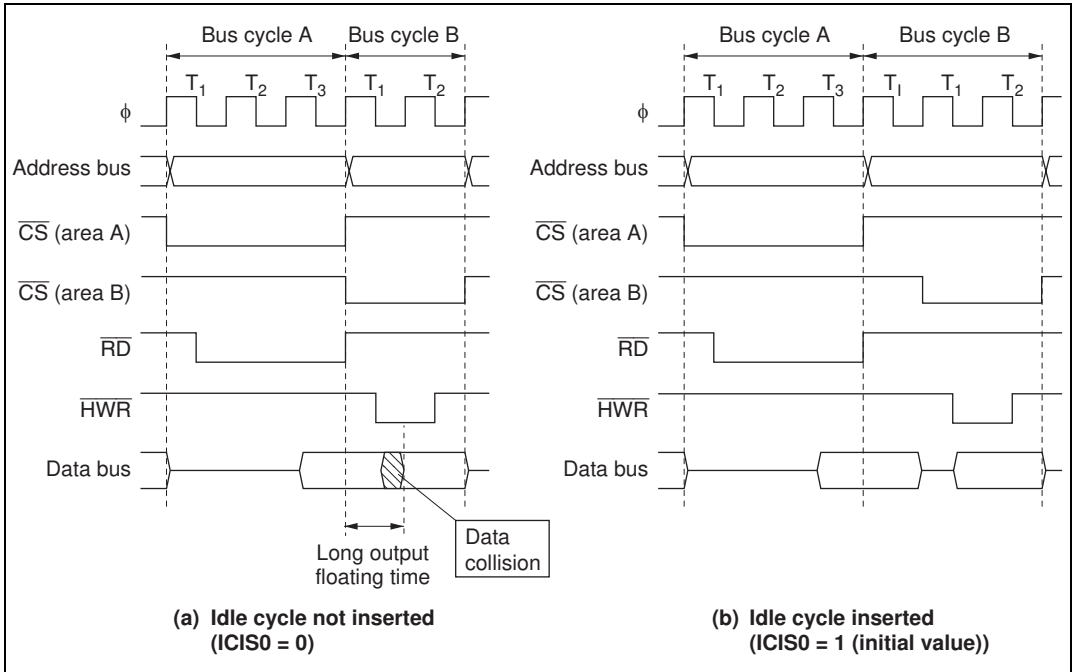 Bus cycle A Bus cycle B
T1 T2 T3 T1 T2
φ
Address bus
CS (area A)
CS (area B)
RD
HWR
Data bus
Long output
floating time
Data
collision
(a) Idle cycle not inserted
(ICIS0 = 0)
Bus cycle A Bus cycle B
T1 T2 T3 TI T1 T2
φ
Address bus
CS (area A)
CS (area B)
RD
HWR
Data bus
(b) Idle cycle inserted
(ICIS0 = 1 (initial value))